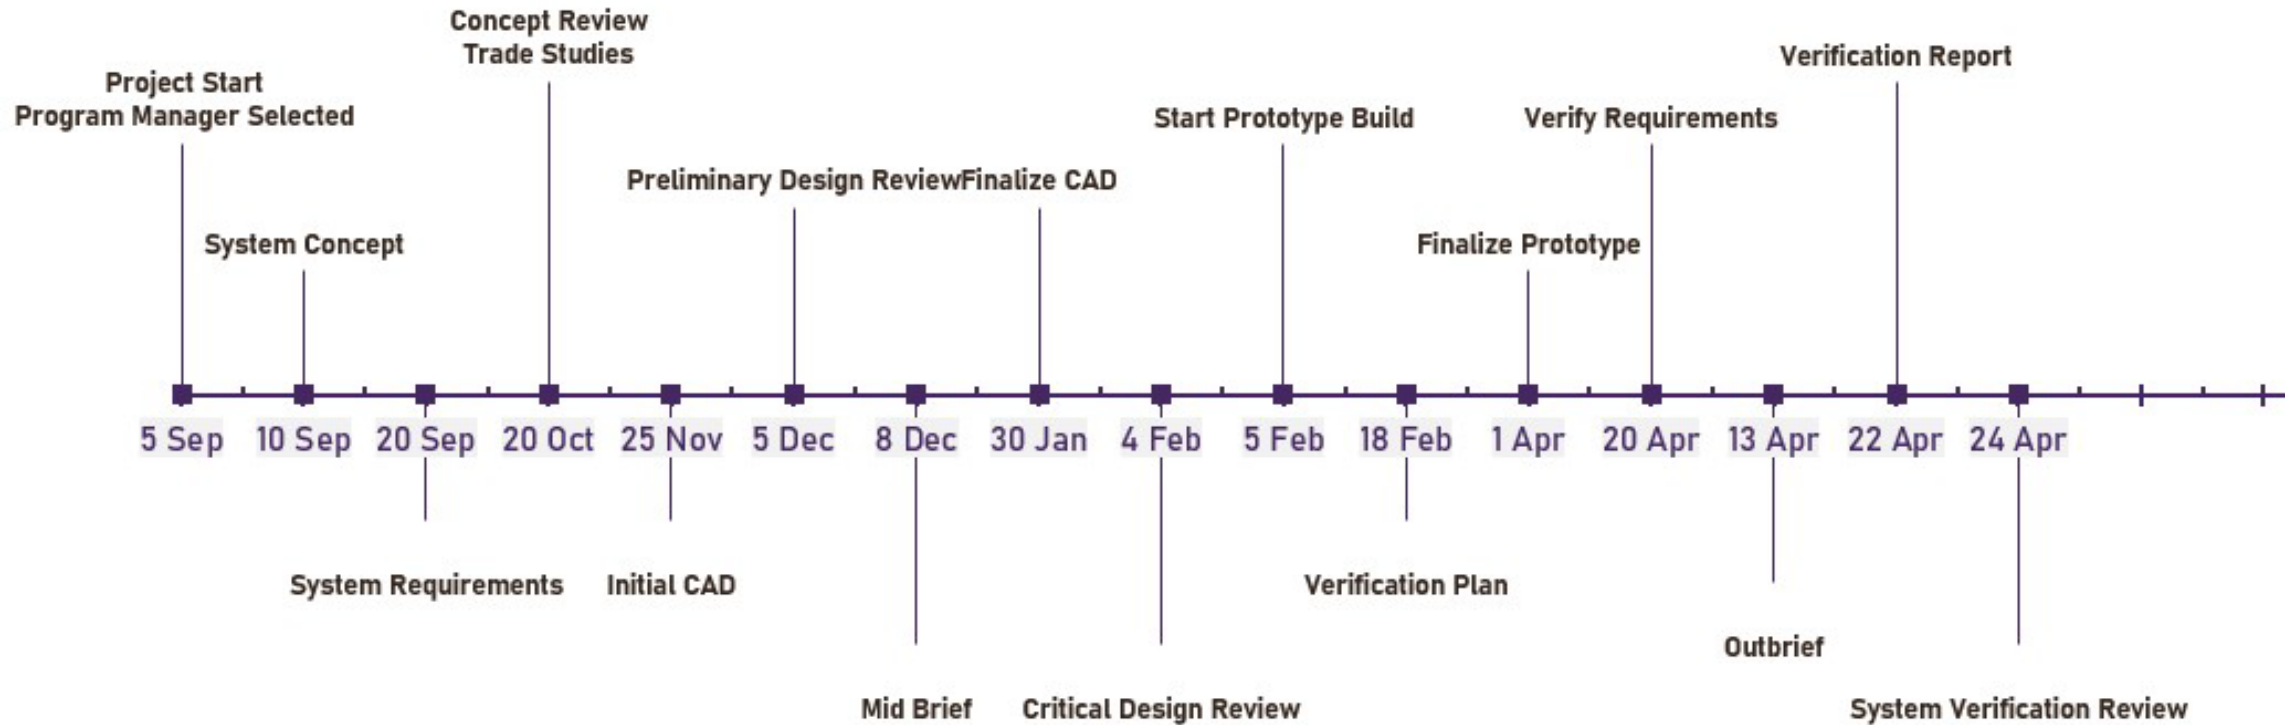 Concept Review
Trade Studies
Project Start
Program Manager Selected
Verification Report
Start Prototype Build
Verify Requirements
Preliminary Design Review
Finalize CAD
System Concept
Finalize Prototype
5 Sep
10 Sep
20 Sep
20 Oct
25 Nov
5 Dec
8 Dec
30 Jan
4 Feb
5 Feb
18 Feb
1 Apr
20 Apr
13 Apr
22 Apr
24 Apr
System Requirements
Initial CAD
Verification Plan
Outbrief
Mid Brief
Critical Design Review
System Verification Review